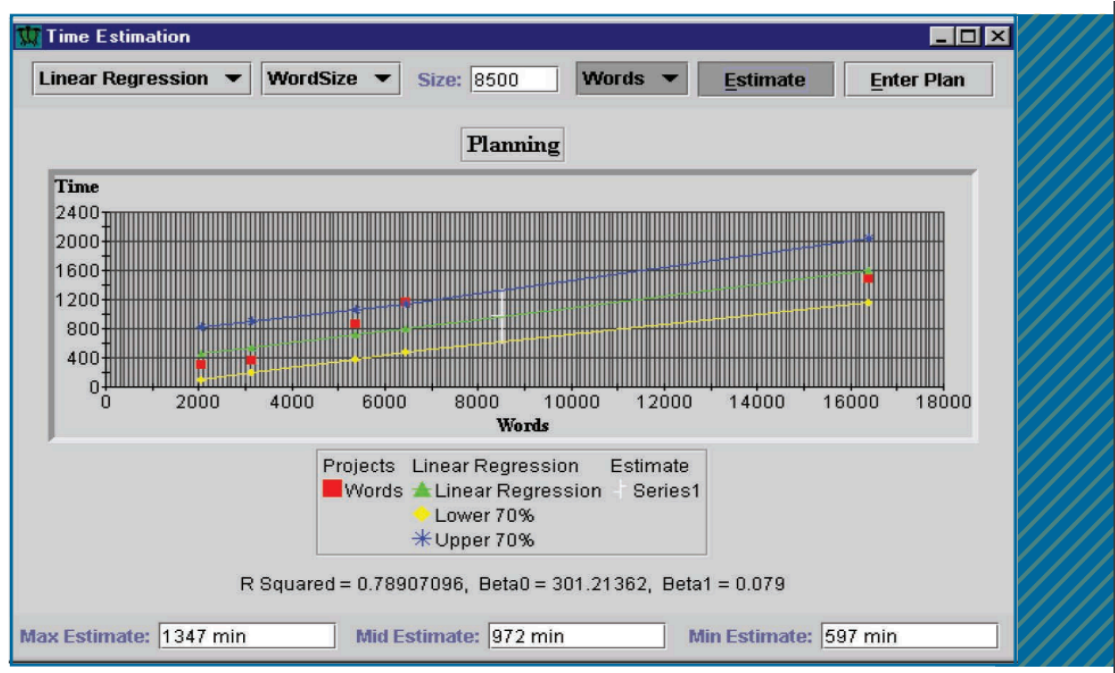 Time Estimation
Linear Regression WordSize Size: 8500 Words Estimate Enter Plan
Planning
Time
2400
2000
1600
1200
800
400
0
0 2000 4000 6000 8000 10000 12000 14000 16000 18000
Words
Projects Linear Regression Estimate
Words Linear Regression Series1
Lower 70%
Upper 70%
R Squared = 0.78907096, Beta0 = 301.21362, Beta1 = 0.079
Max Estimate: 1347 min Mid Estimate: 972 min Min Estimate: 597 min